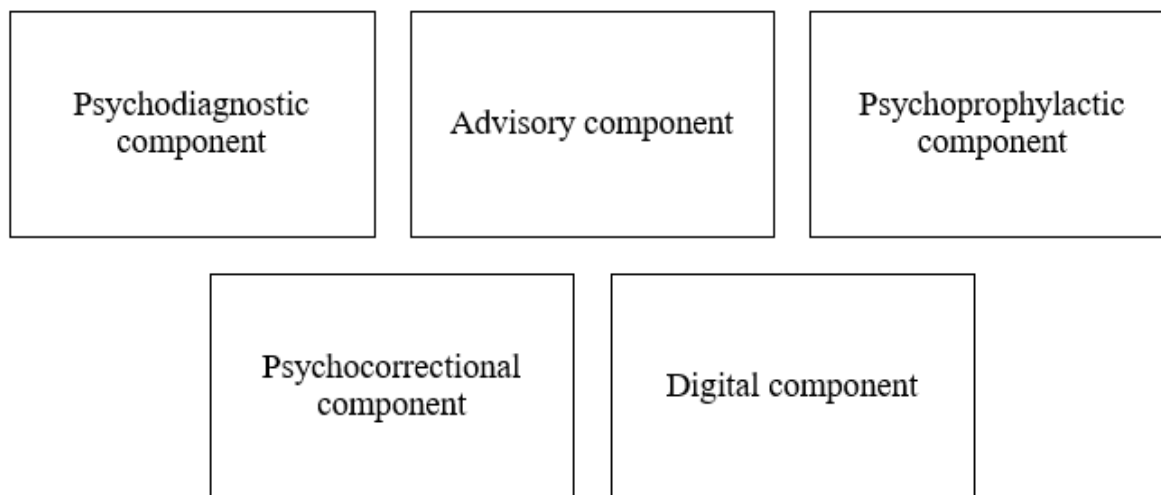 Psychodiagnostic
component
Advisory component
Psychoprophylactic
component
Psychocorrectional
component
Digital component